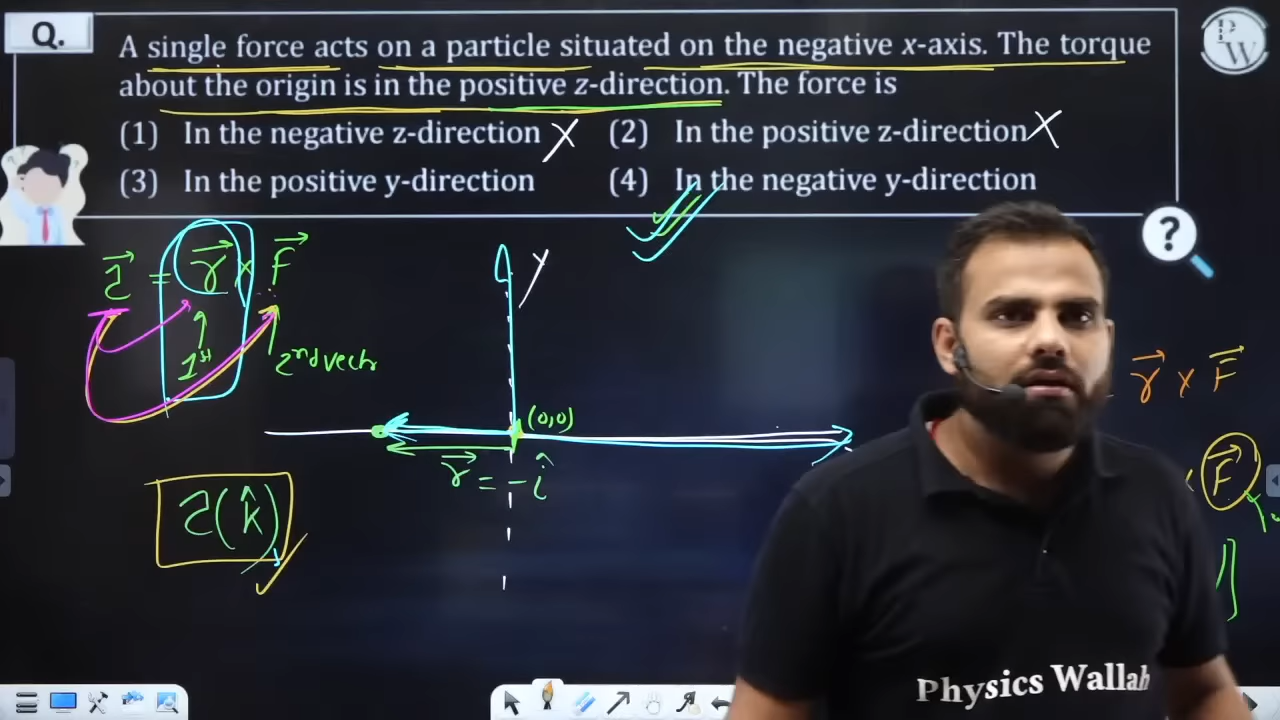 Q.
A single force acts on a particle situated on the negative x-axis. The torque
about the origin is in the positive z-direction. The force is
(1) In the negative z-direction X (2) In the positive z-direction X
(3) In the positive y-direction (4) In the negative y-direction
PW
?
τ⃗ = r⃗ × F⃗
1st
2nd vector
y
(0,0)
r⃗ = -î
τ(k̂)
r⃗ × F⃗
F⃗
Physics Wallah